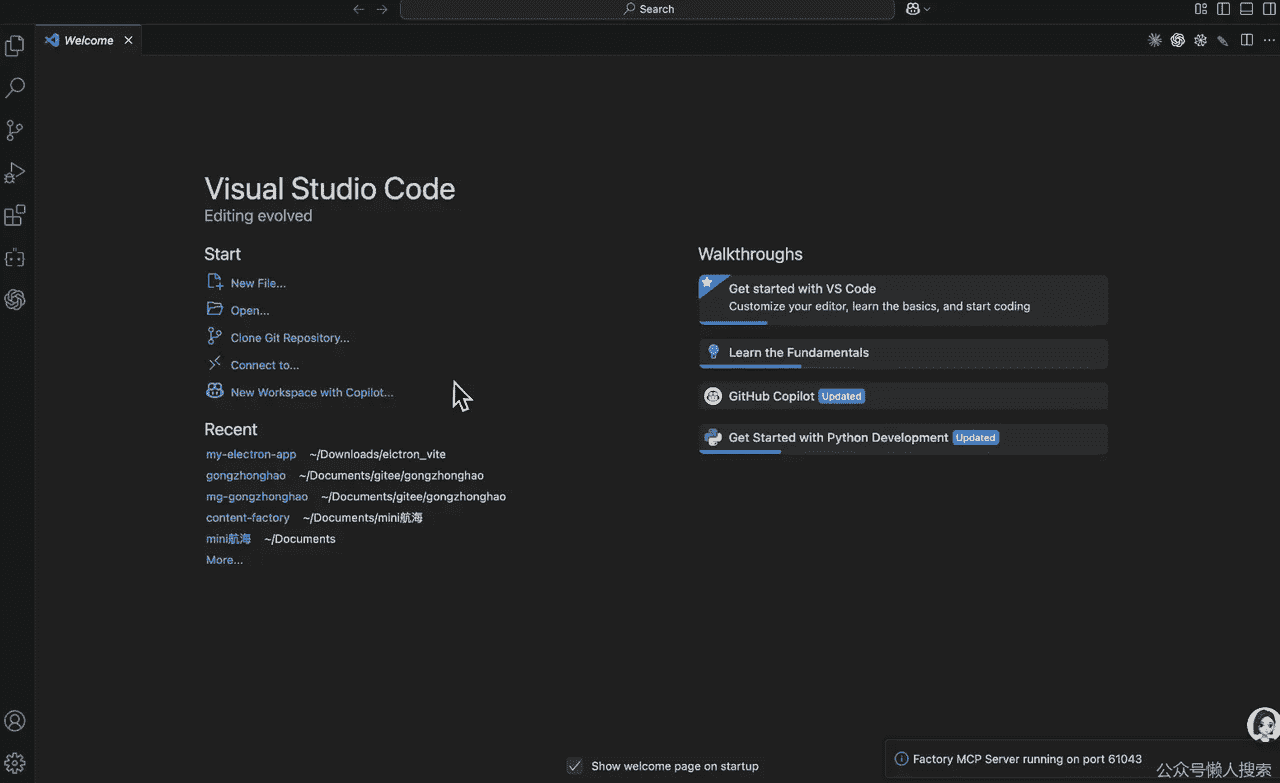 Search
Welcome
Visual Studio Code
Editing evolved
Start
New File...
Open...
Clone Git Repository...
Connect to...
New Workspace with Copilot...
Recent
my-electron-app ~/Downloads/elctron_vite
gongzhonghao ~/Documents/gitee/gongzhonghao
mg-gongzhonghao ~/Documents/gitee/gongzhonghao
content-factory ~/Documents/mini航海
mini航海 ~/Documents
More...
Walkthroughs
Get started with VS Code
Customize your editor, learn the basics, and start coding
Learn the Fundamentals
GitHub Copilot Updated
Get Started with Python Development Updated
Show welcome page on startup
Factory MCP Server running on port 61043
公众号懒人搜索